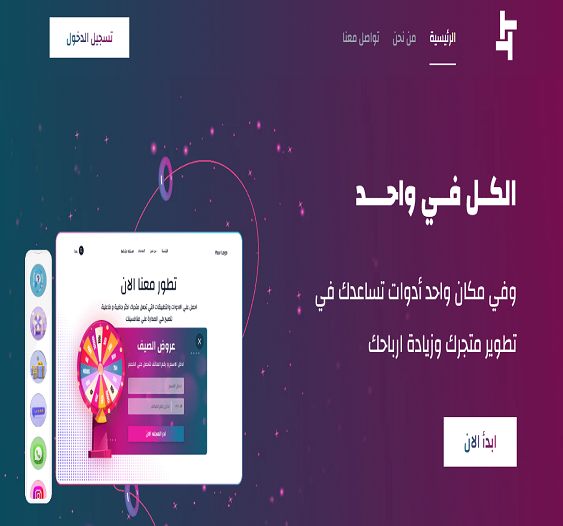 الرئيسية
من نحن
تواصل معنا
تسجيل الدخول
الكل في واحد
وفي مكان واحد أدوات تساعدك في
تطوير متجرك وزيادة ارباحك
ابدأ الان
تطور معنا الان
عروض الصيف